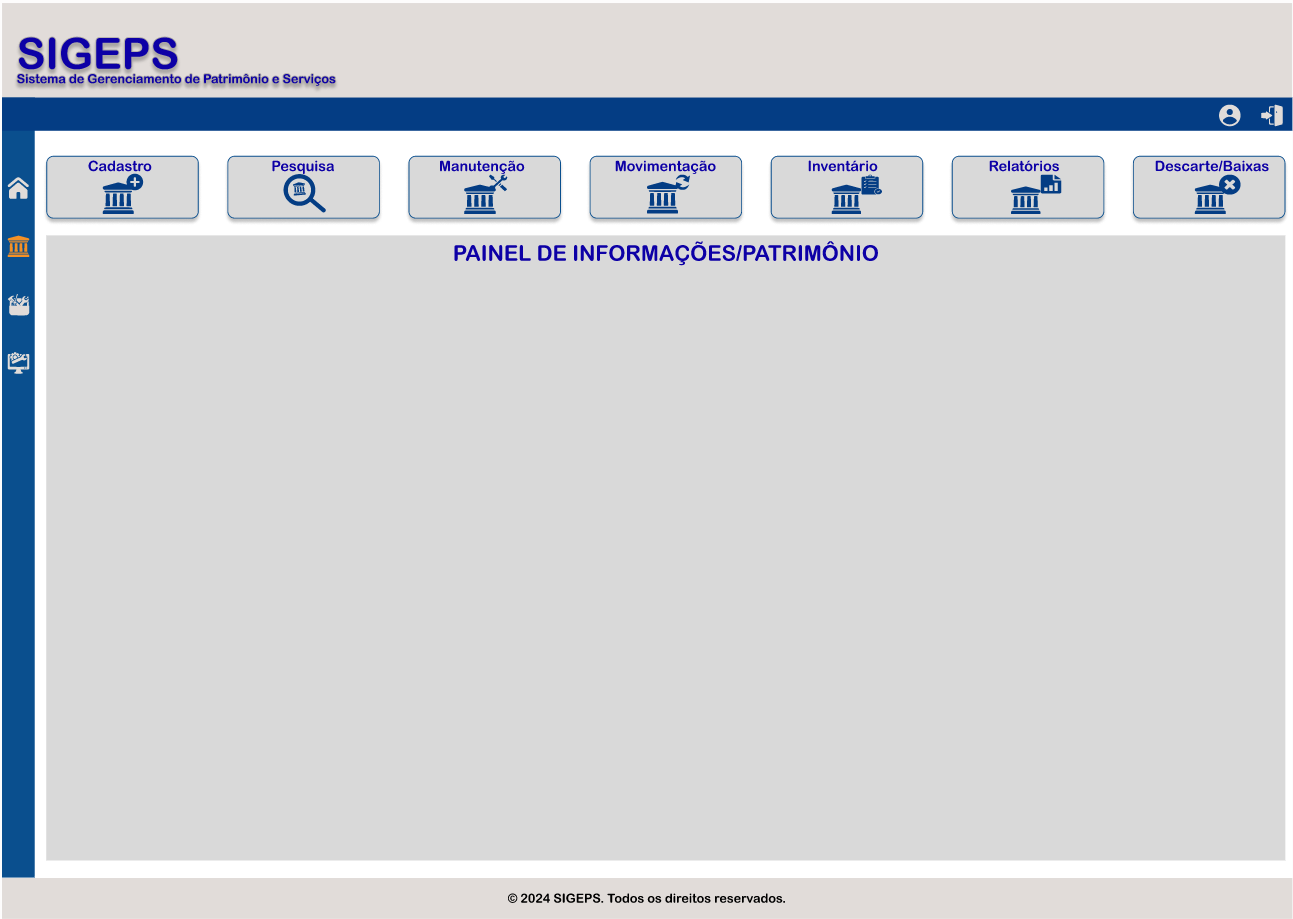 SIGEPS
Sistema de Gerenciamento de Patrimônio e Serviços
Cadastro
Pesquisa
Manutenção
Movimentação
Inventário
Relatórios
Descarte/Baixas
PAINEL DE INFORMAÇÕES/PATRIMÔNIO
© 2024 SIGEPS. Todos os direitos reservados.